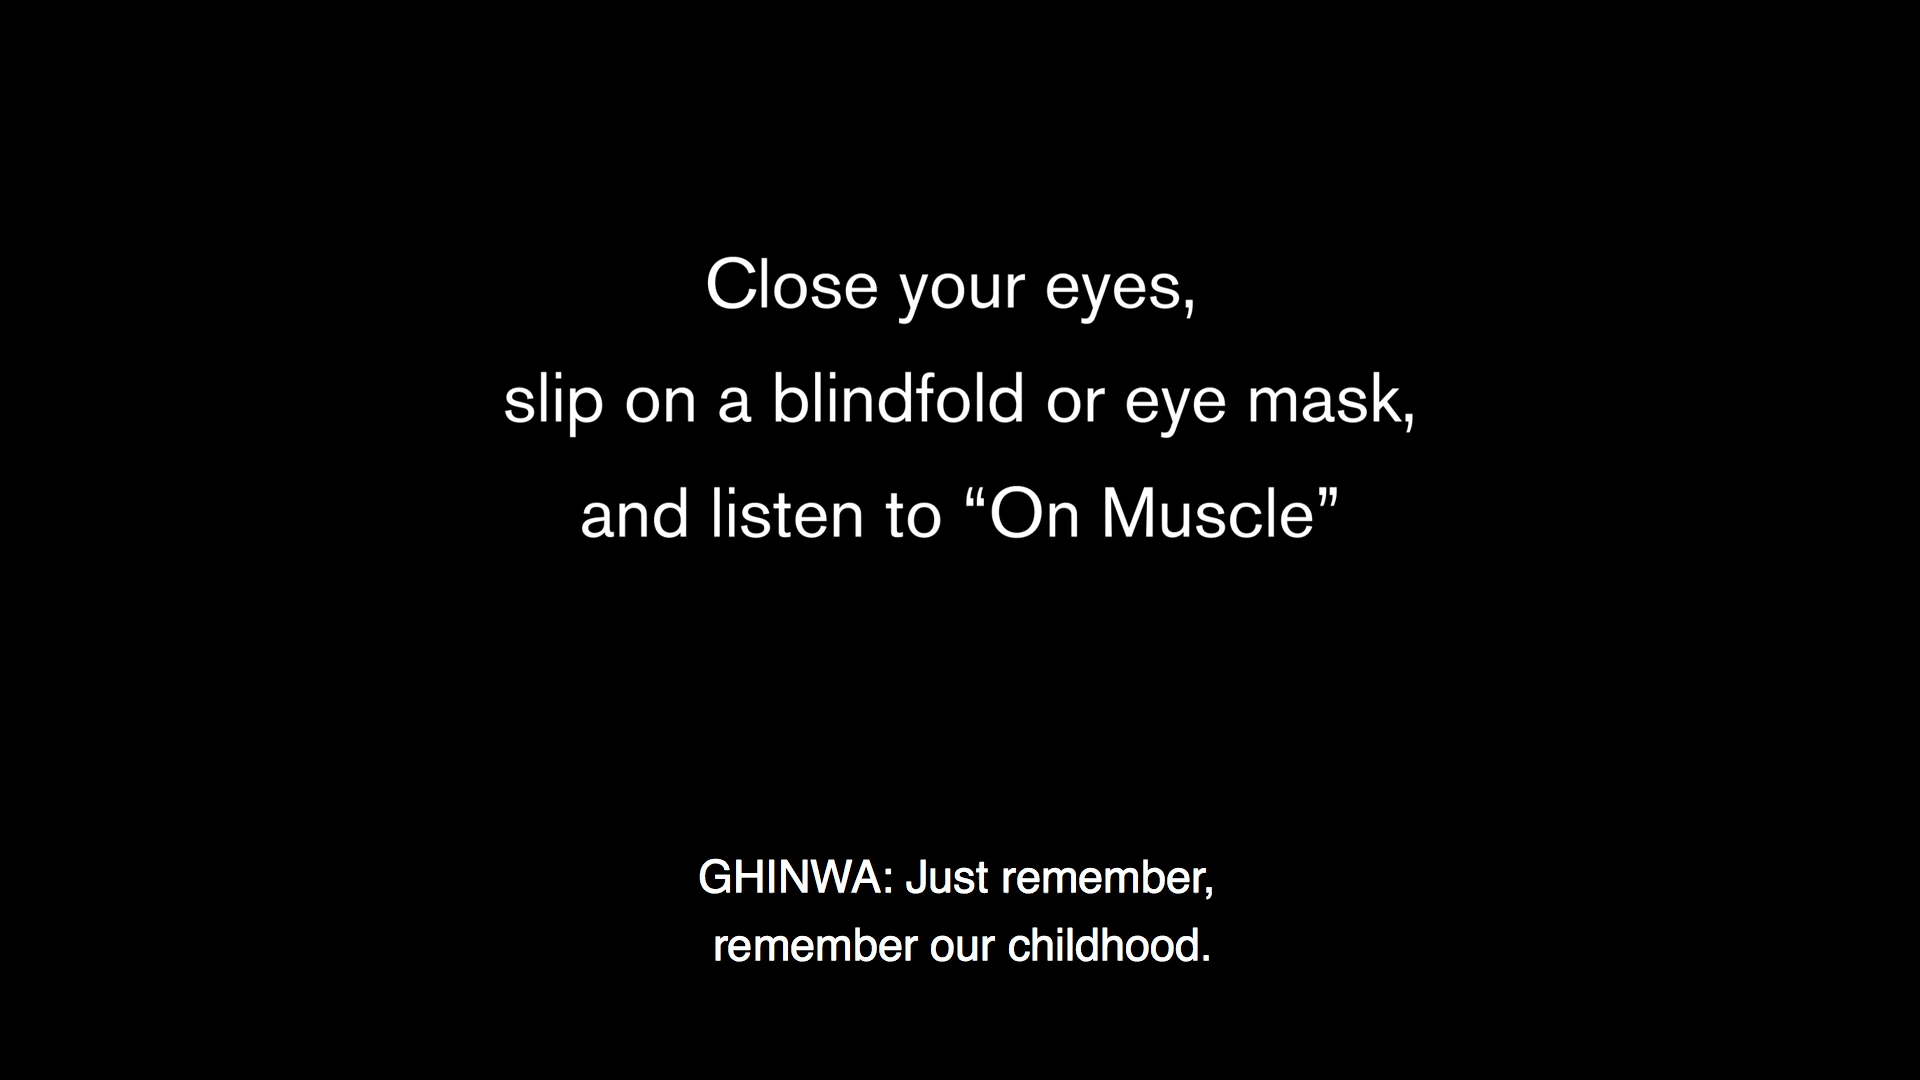 Close your eyes,
slip on a blindfold or eye mask,
and listen to “On Muscle”
GHINWA: Just remember,
remember our childhood.